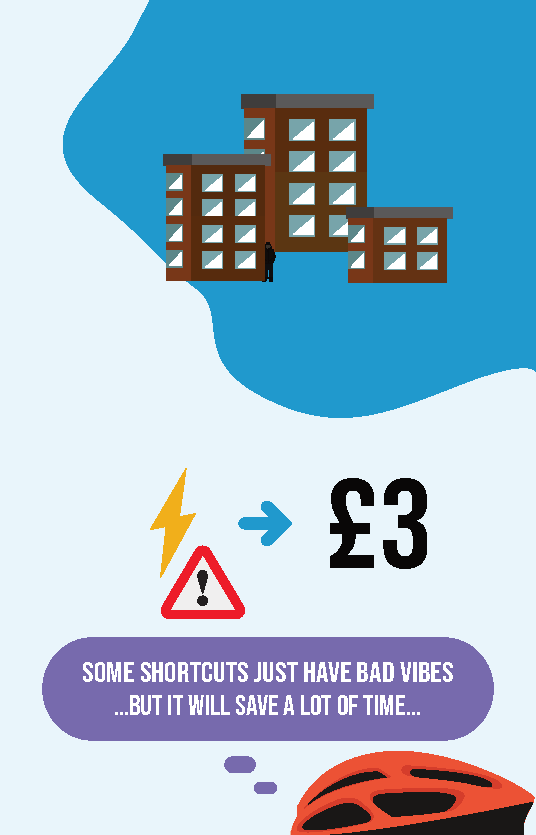 £3
SOME SHORTCUTS JUST HAVE BAD VIBES
...BUT IT WILL SAVE A LOT OF TIME...